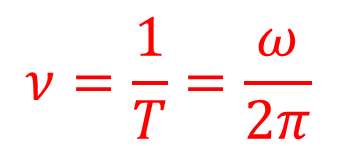 ν = 1/T = ω/2π